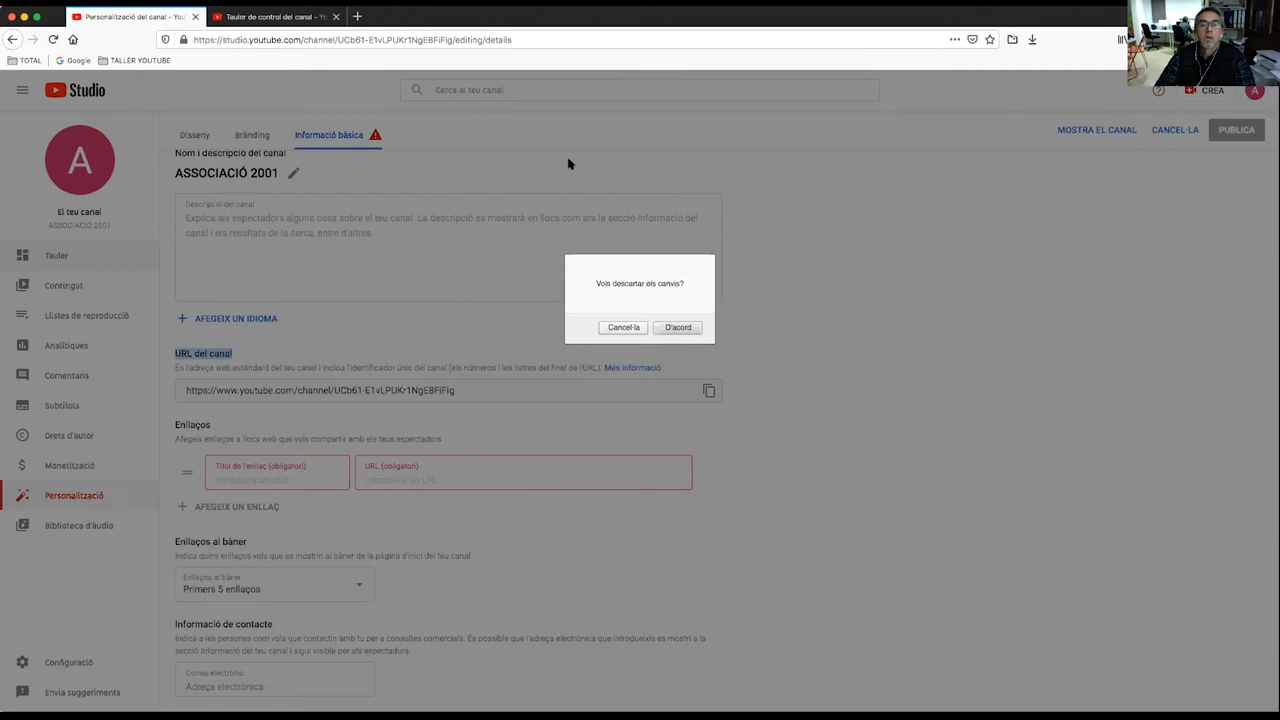 Personalització del canal - You
Tauler de control del canal - Yo
https://studio.youtube.com/channel/UCb61-E1vLPUKr1NgE8FiFIg/editing/details
TOTAL
Google
TALLER YOUTUBE
Studio
Cerca al teu canal
CREA
A
A
El teu canal
ASSOCIACIÓ 2001
Tauler
Contingut
Llistes de reproducció
Analítiques
Comentaris
Subtítols
Drets d'autor
Monetització
Personalització
Biblioteca d'àudio
Configuració
Envia suggeriments
Disseny
Brànding
Informació bàsica
MOSTRA EL CANAL
CANCEL·LA
PUBLICA
Nom i descripció del canal
ASSOCIACIÓ 2001
Descripció del canal
Explica als espectadors alguna cosa sobre el teu canal. La descripció es mostrarà en llocs com ara la secció Informació del
canal i els resultats de la cerca, entre d'altres.
AFEGEIX UN IDIOMA
Vols descartar els canvis?
Cancel·la
D'acord
URL del canal
És l'adreça web estàndard del teu canal i inclou l'identificador únic del canal (els números i les lletres del final de l'URL). Més informació
https://www.youtube.com/channel/UCb61-E1vLPUKr1NgE8FiFIg
Enllaços
Afegeix enllaços a llocs web que vols compartir amb els teus espectadors
Títol de l'enllaç (obligatori)
Introdueix un títol
URL (obligatori)
Introdueix un URL
AFEGEIX UN ENLLAÇ
Enllaços al bàner
Indica quins enllaços vols que es mostrin al bàner de la pàgina d'inici del teu canal
Enllaços al bàner
Primers 5 enllaços
Informació de contacte
Indica a les persones com vols que contactin amb tu per a consultes comercials. És possible que l'adreça electrònica que introdueixis es mostri a la
secció Informació del teu canal i sigui visible per als espectadors.
Correu electrònic
Adreça electrònica